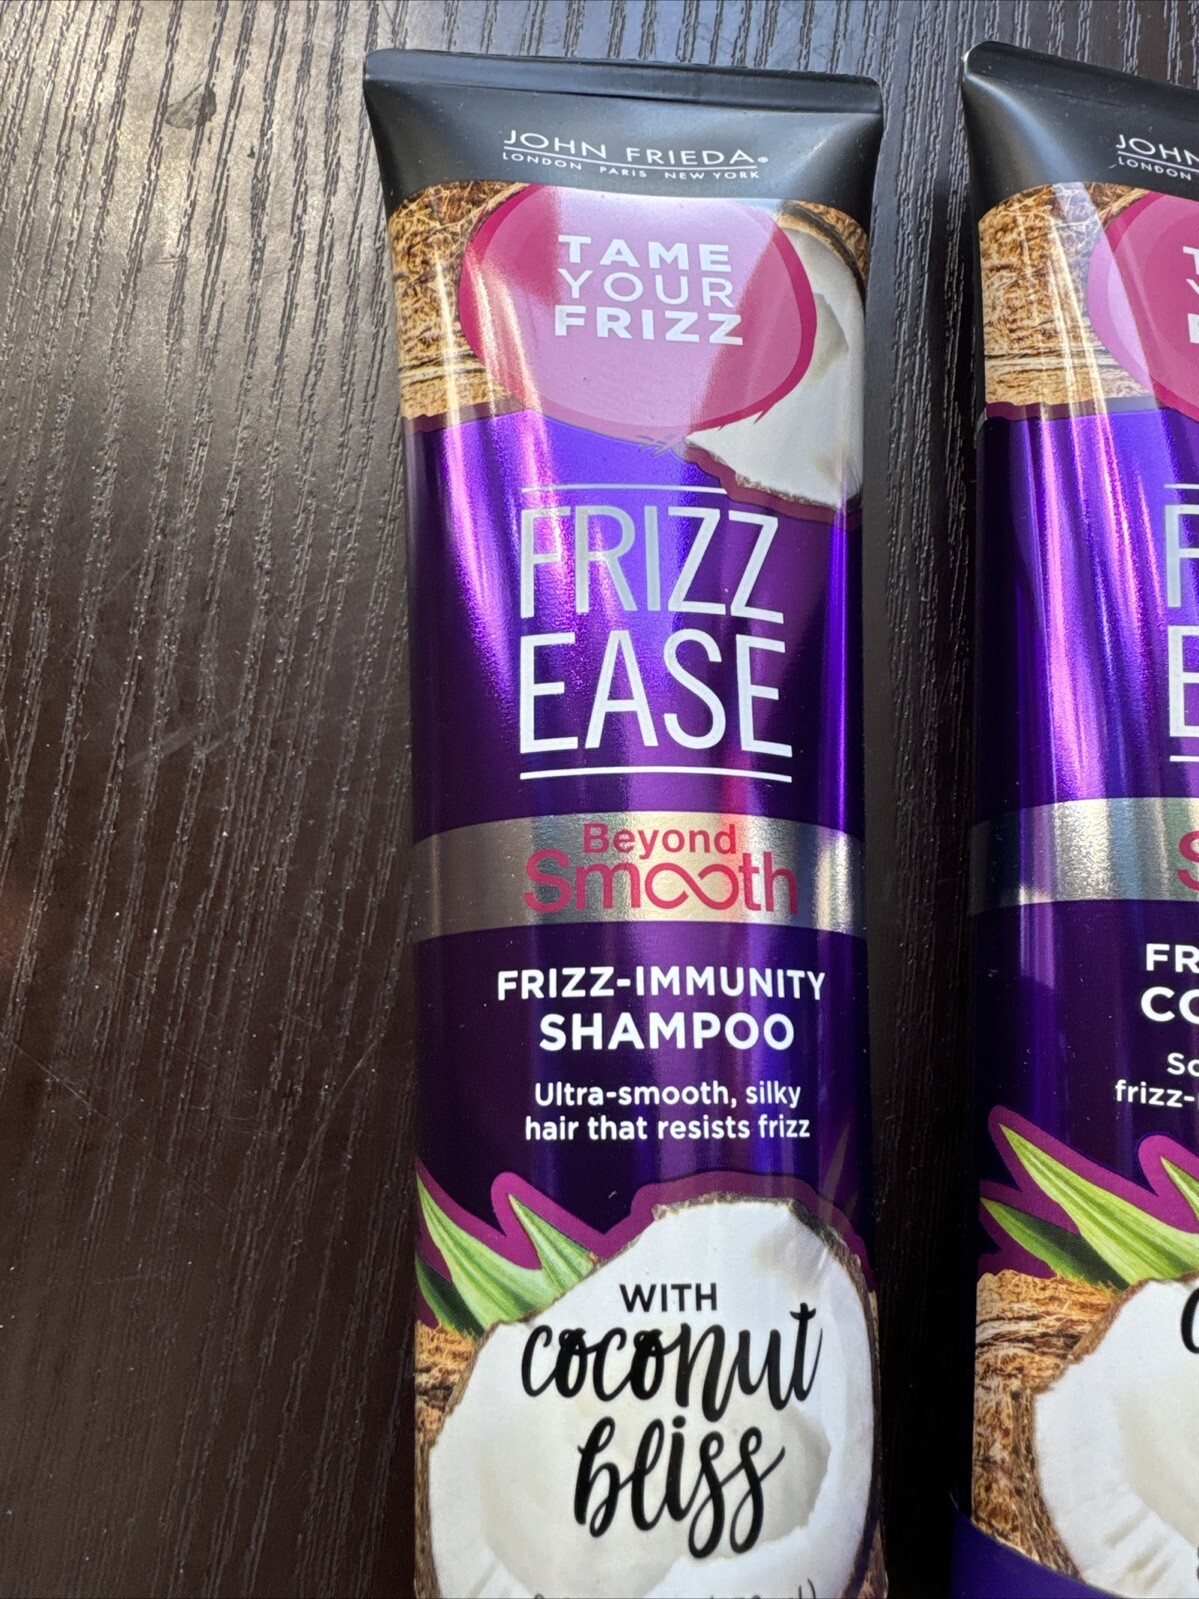 JOHN FRIEDA®
LONDON PARIS NEW YORK
TAME
YOUR
FRIZZ
FRIZZ
EASE
Beyond
Smooth
FRIZZ-IMMUNITY
SHAMPOO
Ultra-smooth, silky
hair that resists frizz
WITH
coconut
bliss
JOHN
LONDON